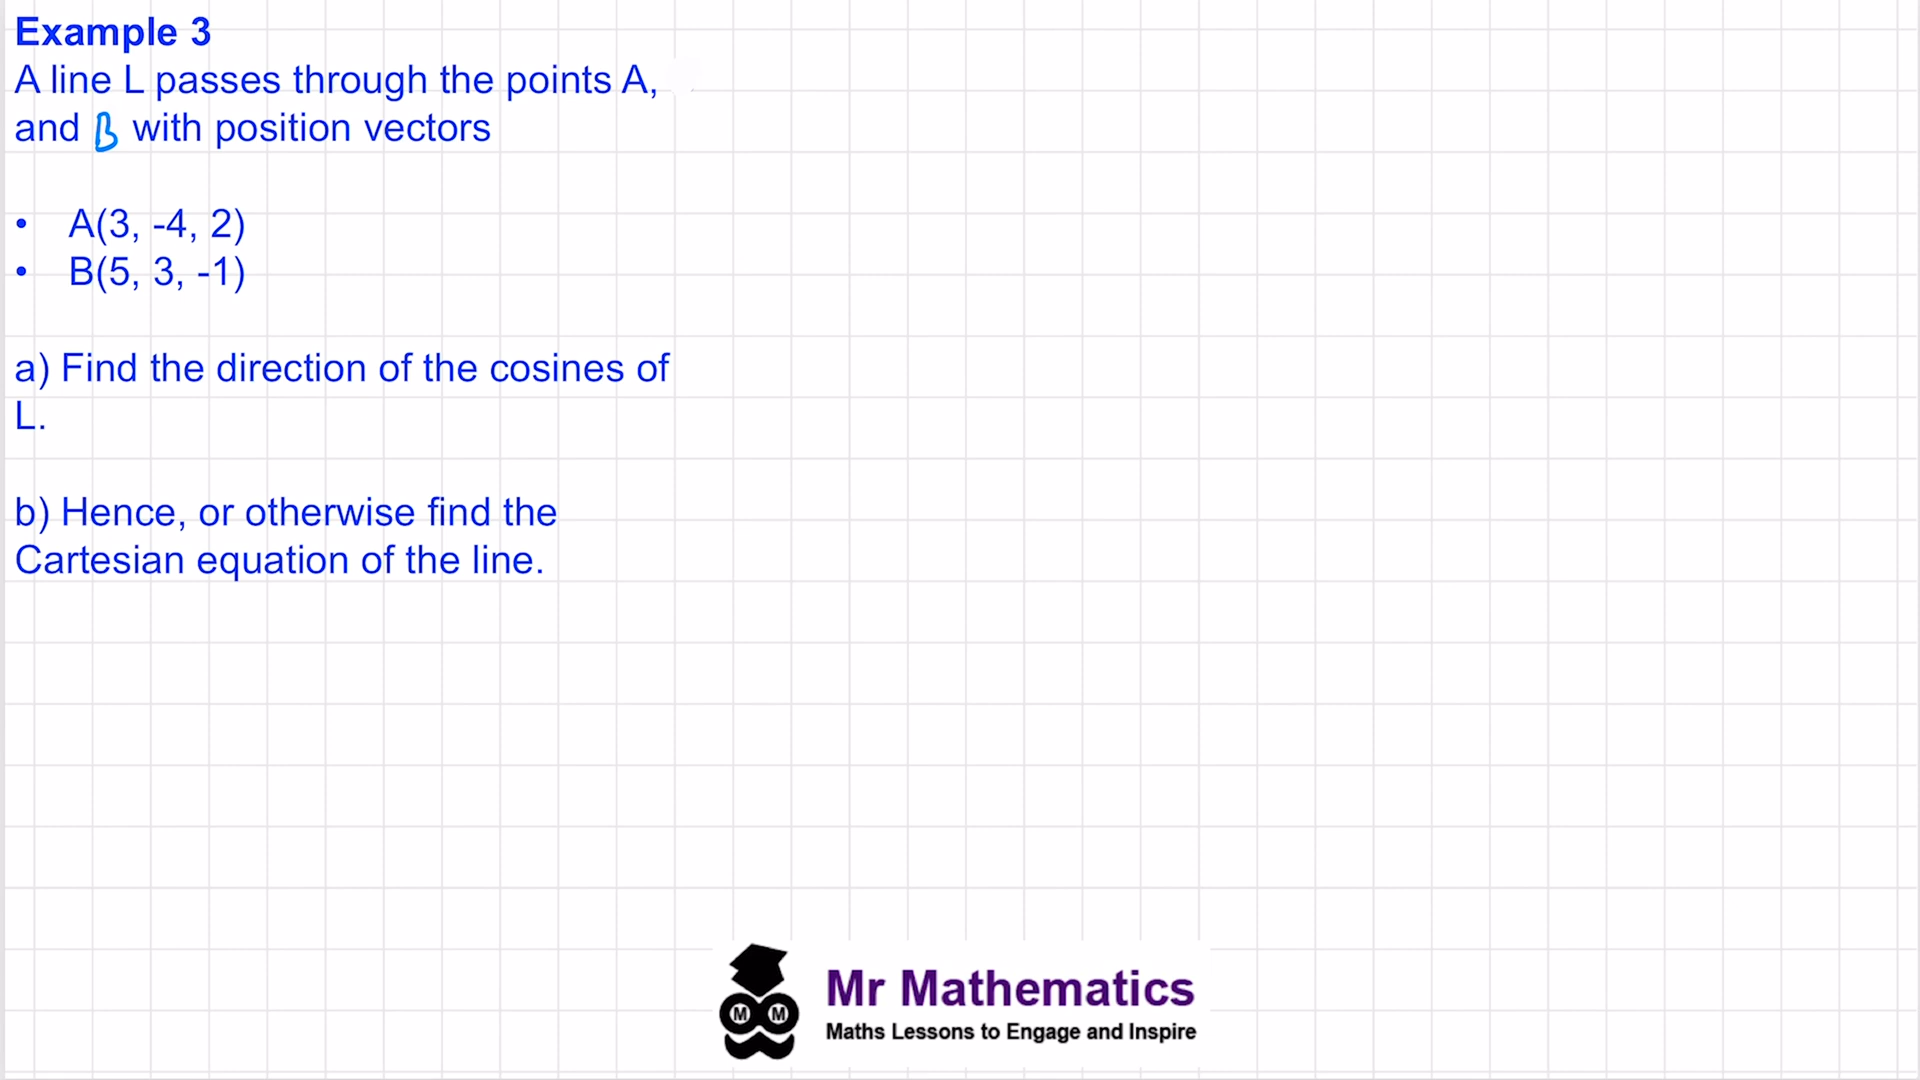 Example 3
A line L passes through the points A,
and B with position vectors
• A(3, -4, 2)
• B(5, 3, -1)
a) Find the direction of the cosines of
L.
b) Hence, or otherwise find the
Cartesian equation of the line.
M M
Mr Mathematics
Maths Lessons to Engage and Inspire